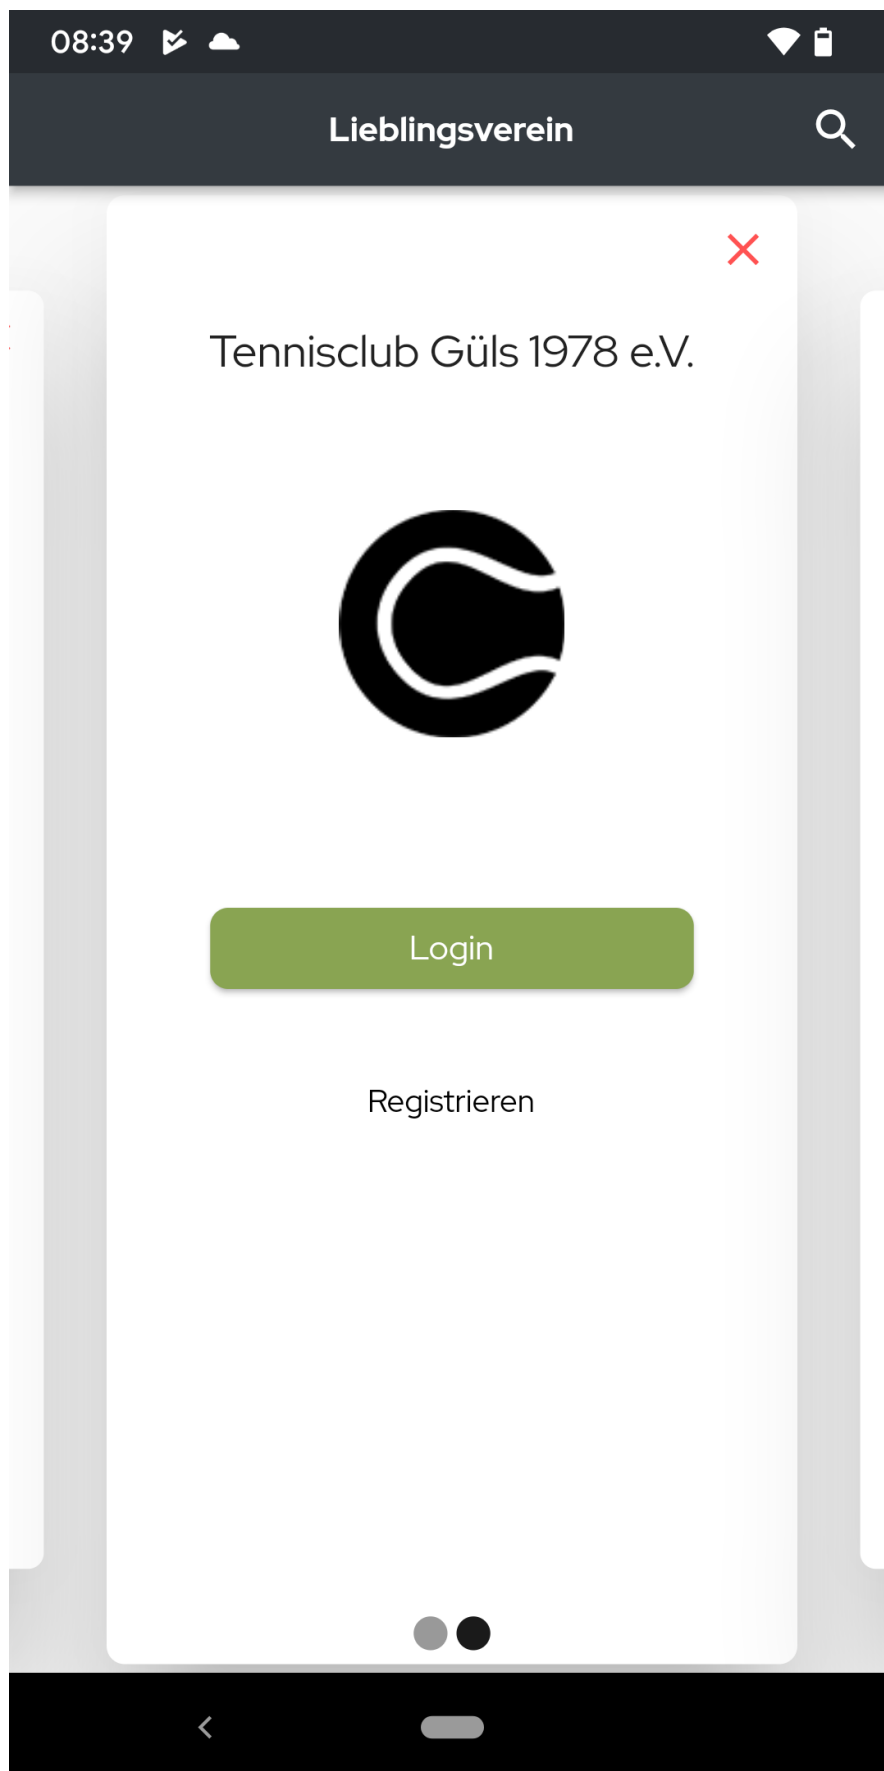 08:39
Lieblingsverein
Tennisclub Güls 1978 e.V.
Login
Registrieren